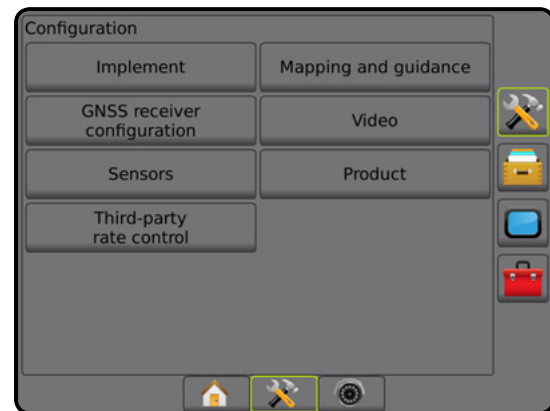 Configuration
Implement
Mapping and guidance
GNSS receiver
configuration
Video
Sensors
Product
Third-party
rate control